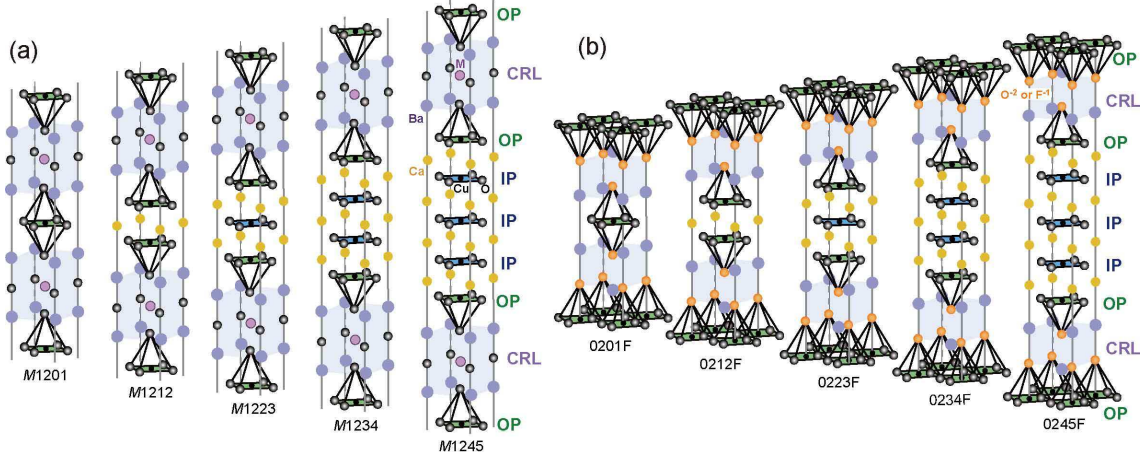 (a)
OP
M
CRL
Ba
OP
Ca
Cu
O
IP
IP
IP
OP
CRL
OP
M1201
M1212
M1223
M1234
M1245
(b)
OP
O-2 or F-1
CRL
OP
IP
IP
IP
OP
CRL
OP
0201F
0212F
0223F
0234F
0245F